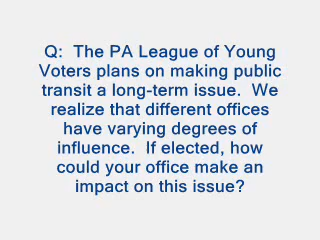 Q:  The PA League of Young
Voters plans on making public
transit a long-term issue.  We
realize that different offices
have varying degrees of
influence.  If elected, how
could your office make an
impact on this issue?